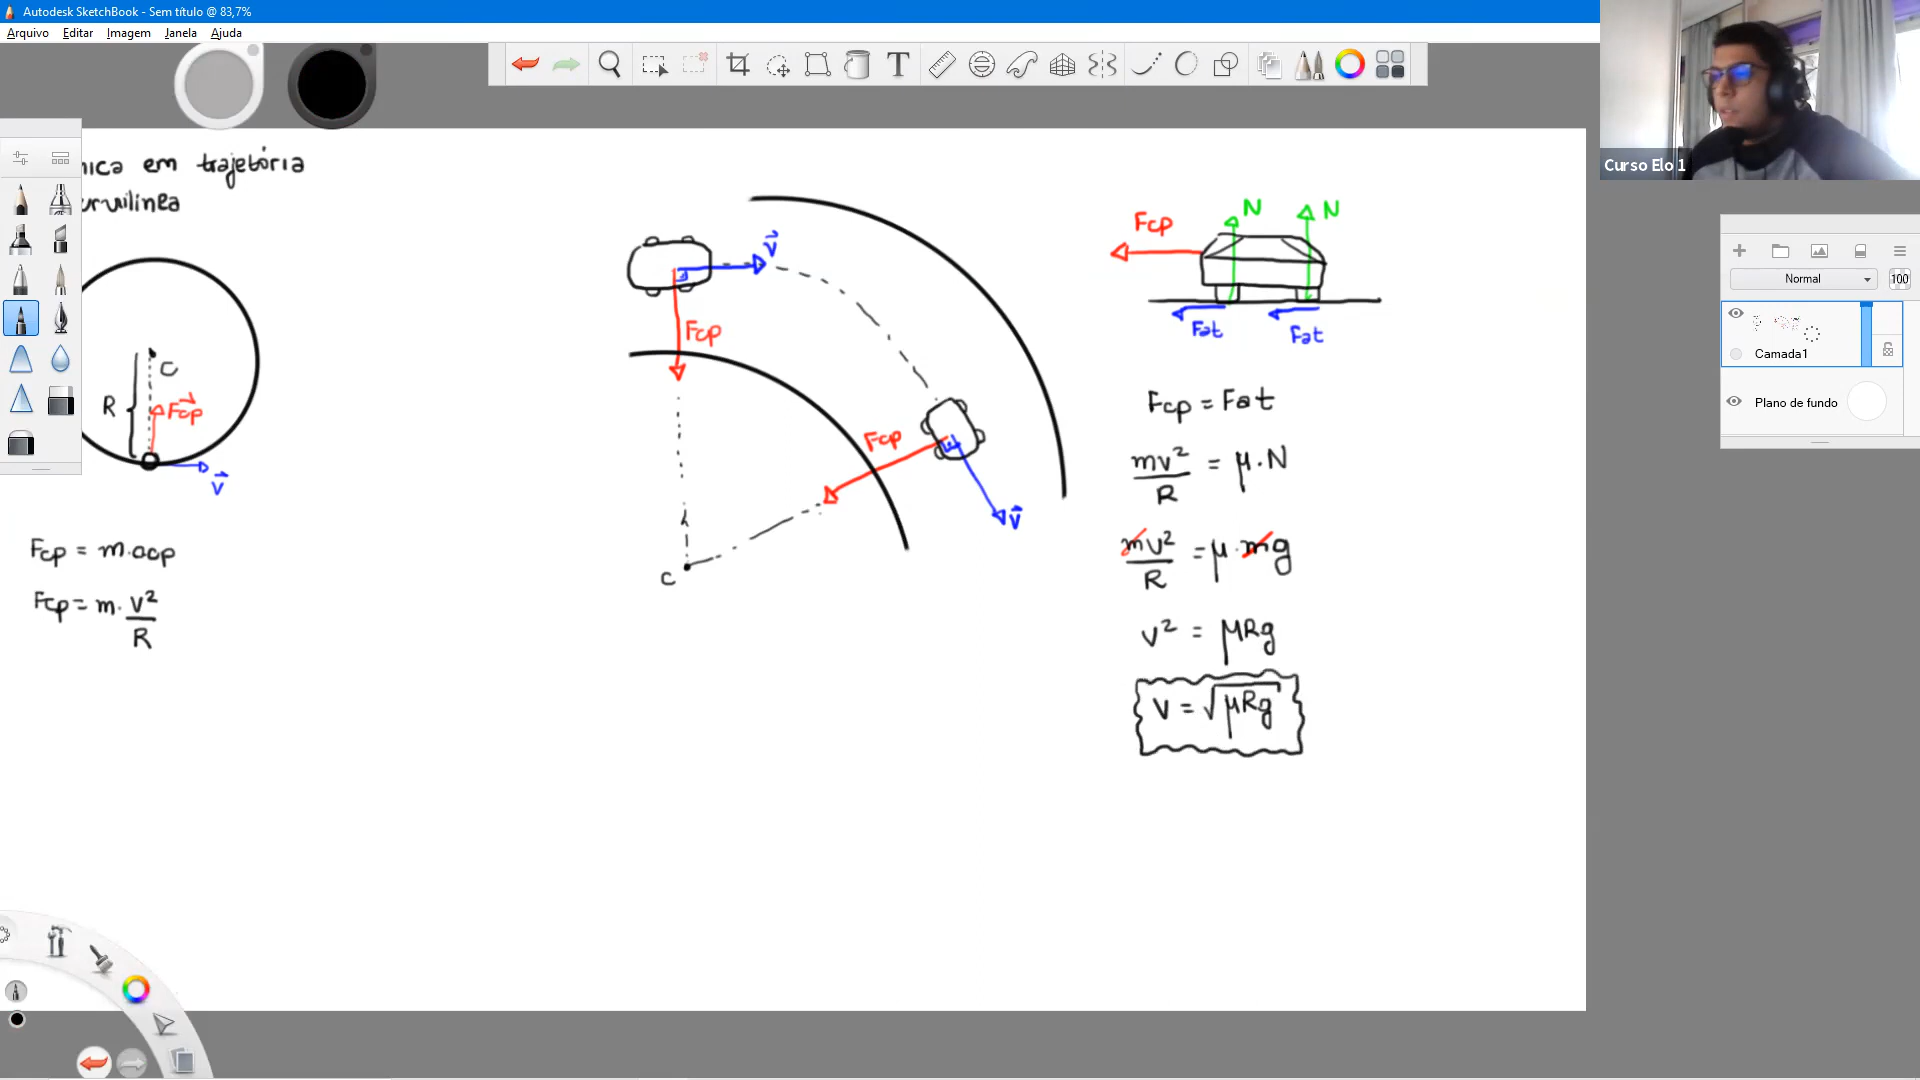 Autodesk SketchBook - Sem título @ 83,7%
Arquivo Editar Imagem Janela Ajuda
T
Curso Elo 1
Normal
100
Camada1
Plano de fundo
nica em trajetória
urvilínea
C
R
Fcp
V
Fcp = m.acp
Fcp = m. V²/R
V
Fcp
Fcp
V
C
Fcp
N
N
Fat
Fat
Fcp = Fat
mv²/R = μ.N
mv²/R = μ.mg
v² = μRg
v = √μRg